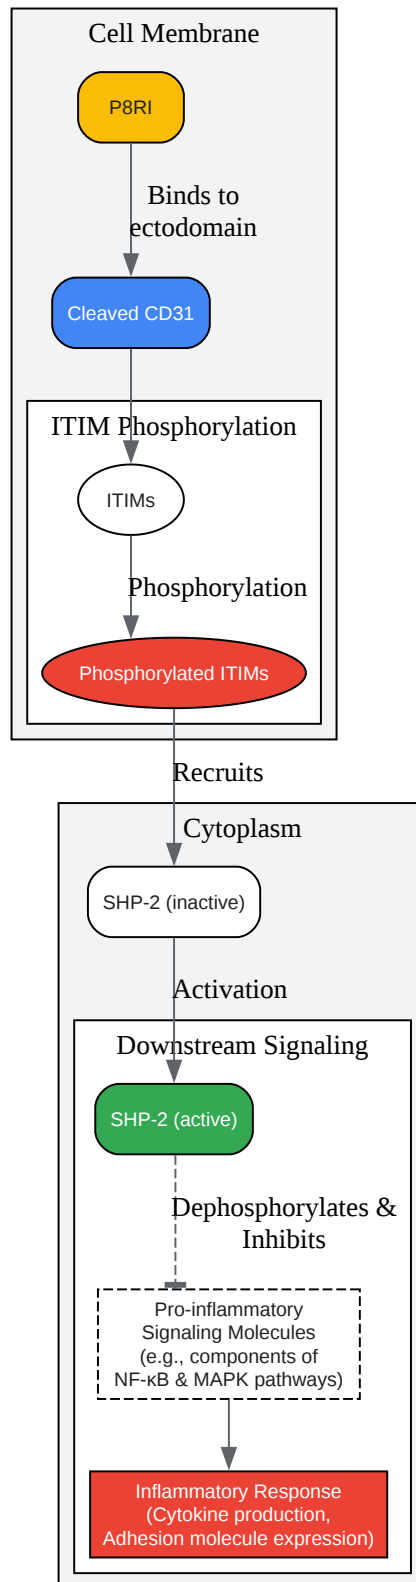 Cell Membrane
P8RI
Binds to
ectodomain
Cleaved CD31
ITIM Phosphorylation
ITIMs
Phosphorylation
Phosphorylated ITIMs
Recruits
Cytoplasm
SHP-2 (inactive)
Activation
Downstream Signaling
SHP-2 (active)
Dephosphorylates &
Inhibits
Pro-inflammatory
Signaling Molecules
(e.g., components of
NF-κB & MAPK pathways)
Inflammatory Response
(Cytokine production,
Adhesion molecule expression)